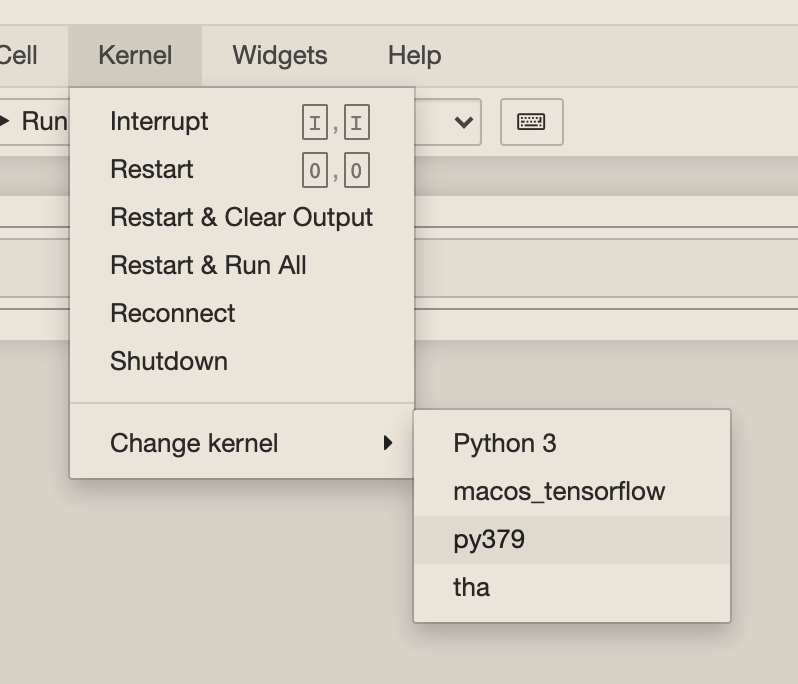 Cell Kernel Widgets Help
Run
Interrupt I , I
Restart 0 , 0
Restart & Clear Output
Restart & Run All
Reconnect
Shutdown
Change kernel
Python 3
macos_tensorflow
py379
tha